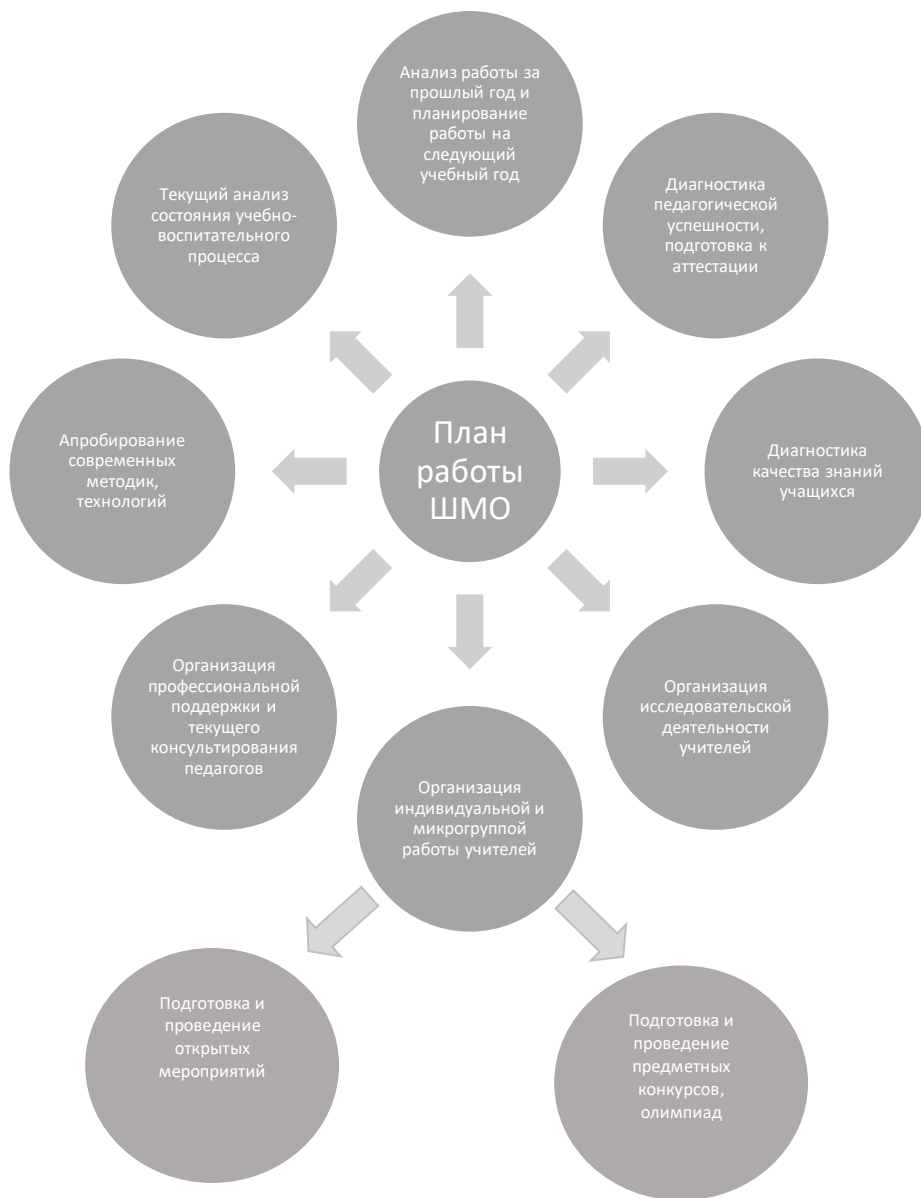 Анализ работы за
прошлый год и
планирование
работы на
следующий
учебный год
Текущий анализ
состояния учебно-
воспитательного
процесса
Диагностика
педагогической
успешности,
подготовка к
аттестации
Апробирование
современных
методик,
технологий
План
работы
ШМО
Диагностика
качества знаний
учащихся
Организация
профессиональной
поддержки и
текущего
консультирования
педагогов
Организация
исследовательской
деятельности
учителей
Организация
индивидуальной и
микрогруппой
работы учителей
Подготовка и
проведение
открытых
мероприятий
Подготовка и
проведение
предметных
конкурсов,
олимпиад